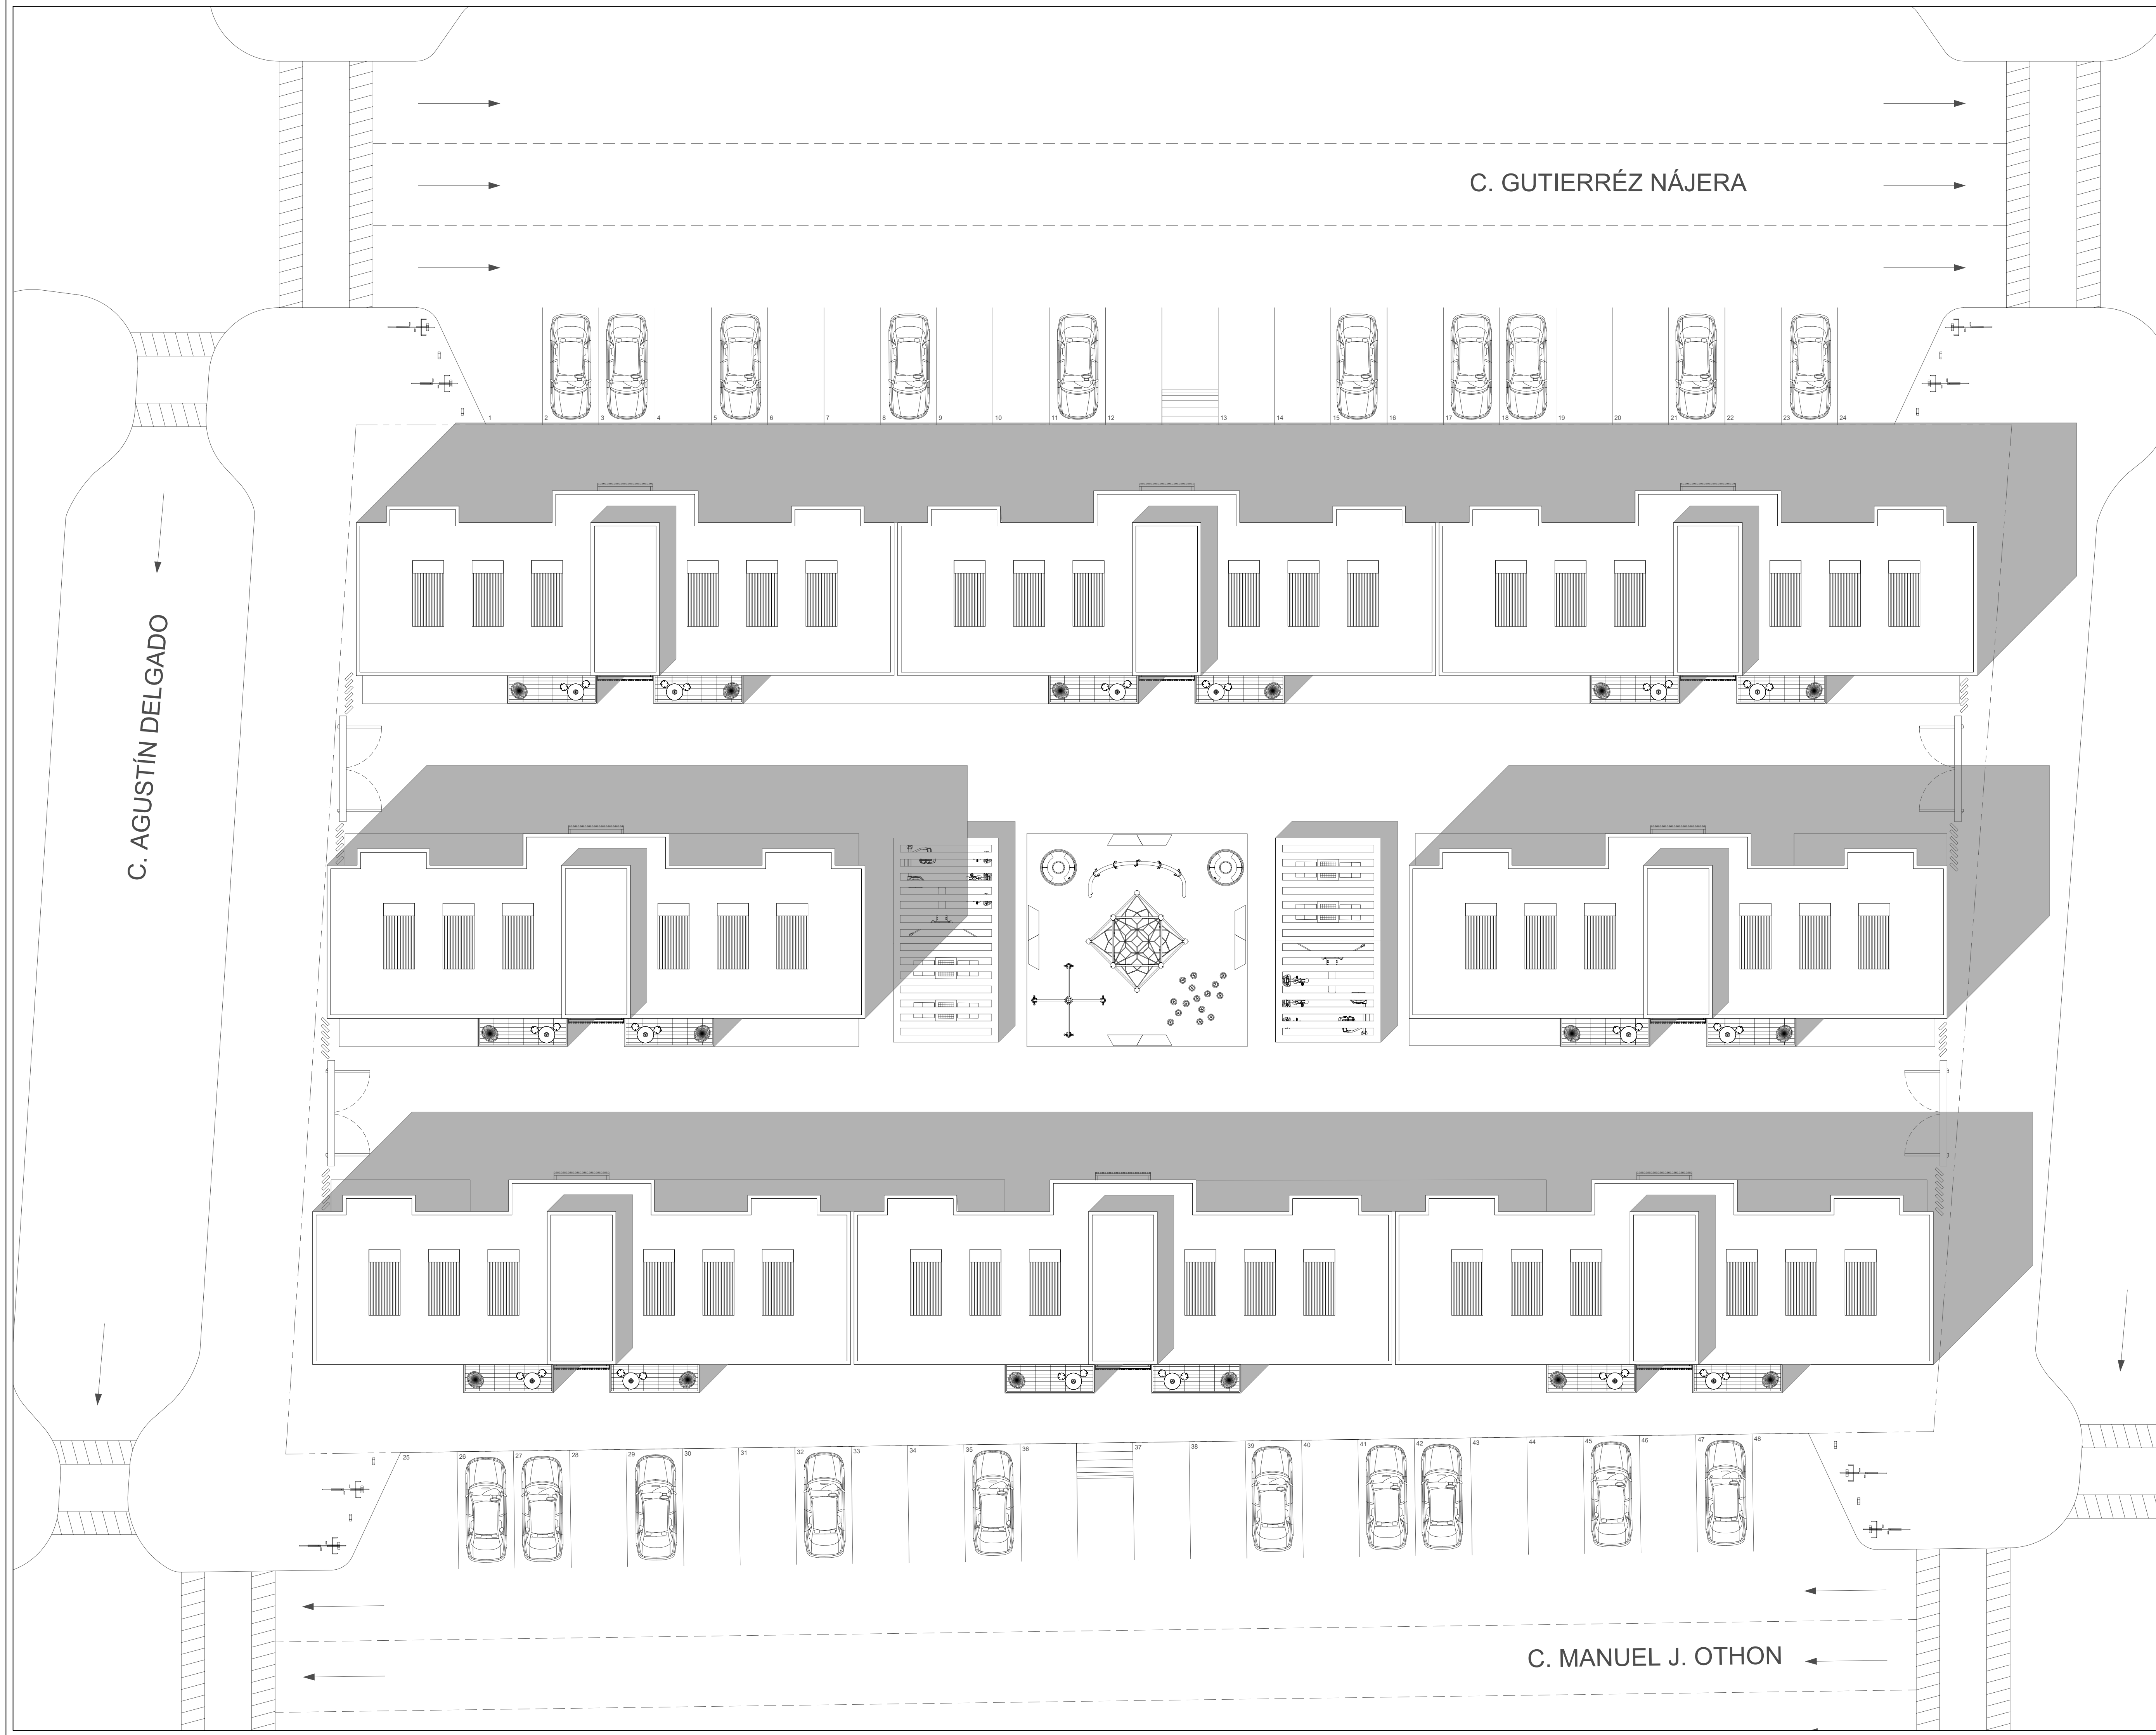 C. GUTIERRÉZ NÁJERA
1 2 3 4 5 6 7 8 9 10 11 12 13 14 15 16 17 18 19 20 21 22 23 24
C. AGUSTÍN DELGADO
25 26 27 28 29 30 31 32 33 34 35 36 37 38 39 40 41 42 43 44 45 46 47 48
C. MANUEL J. OTHON